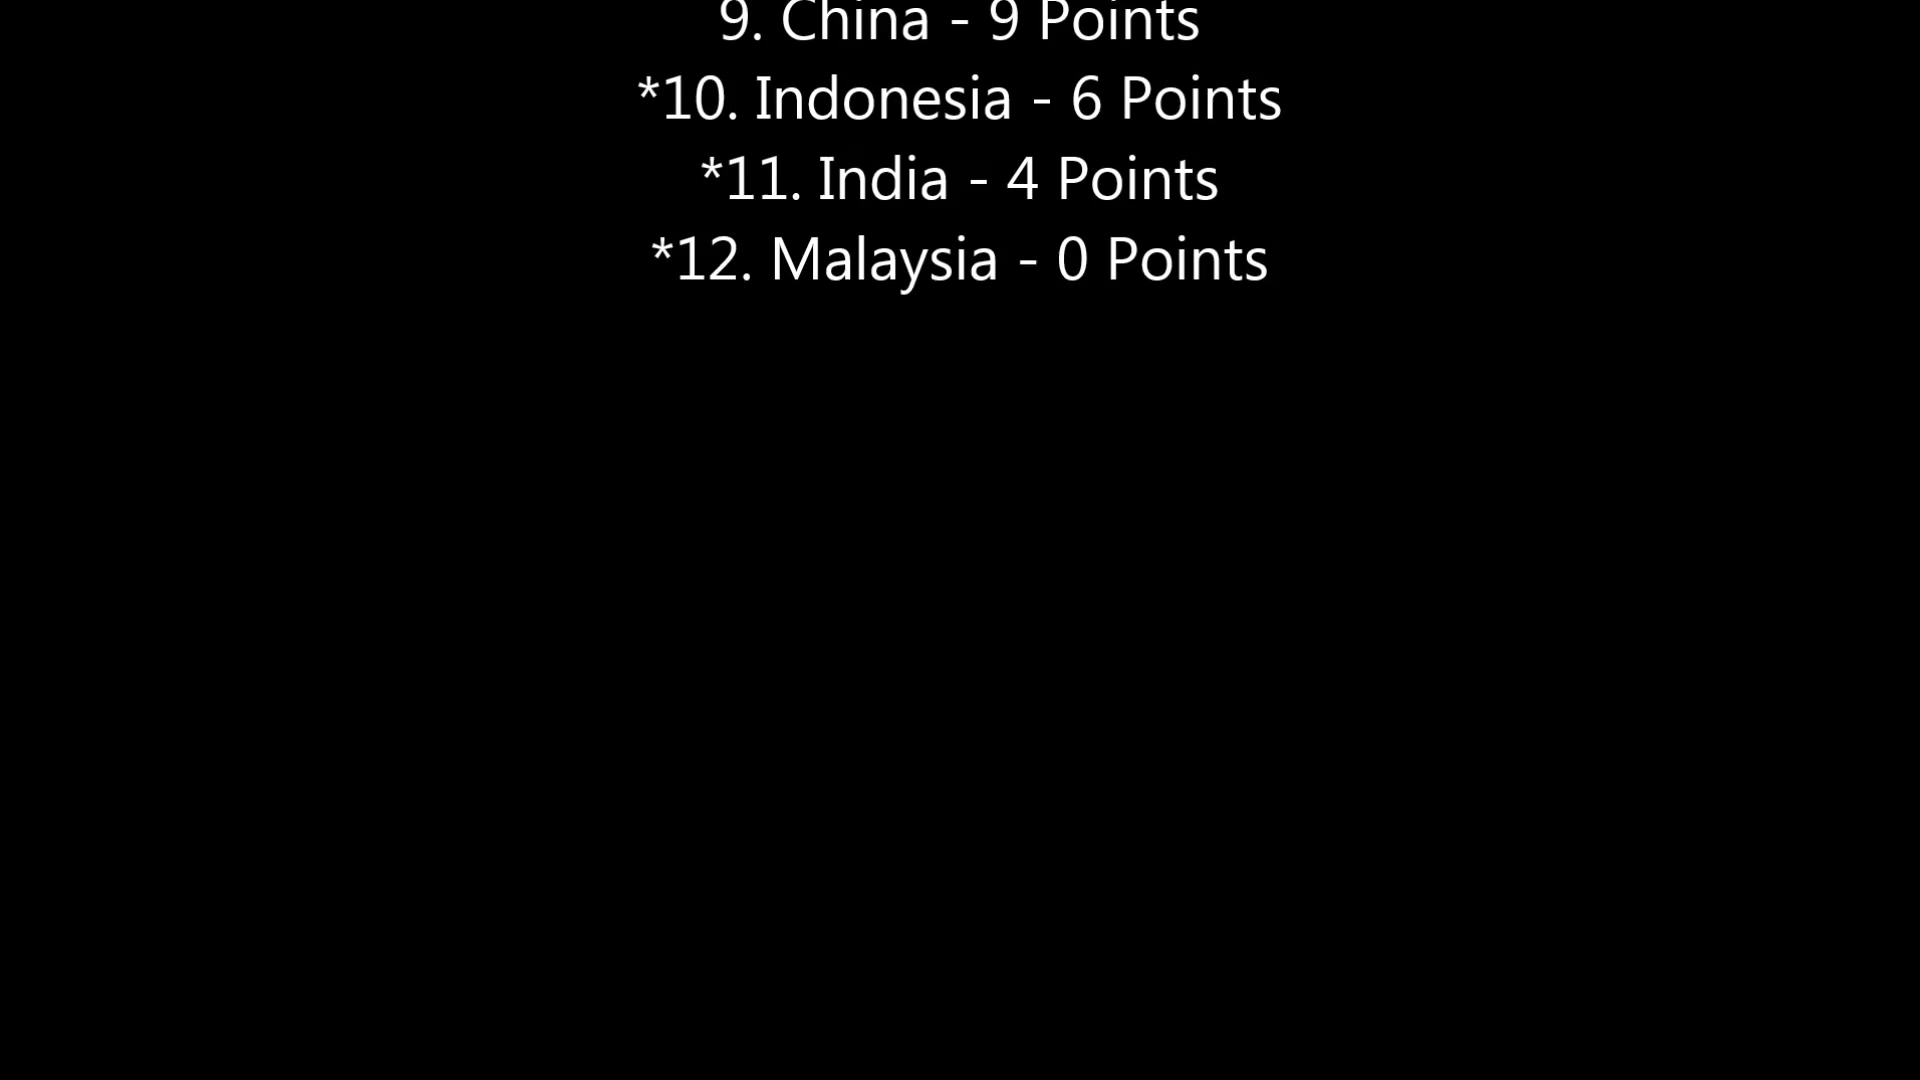 9. China - 9 Points
*10. Indonesia - 6 Points
*11. India - 4 Points
*12. Malaysia - 0 Points